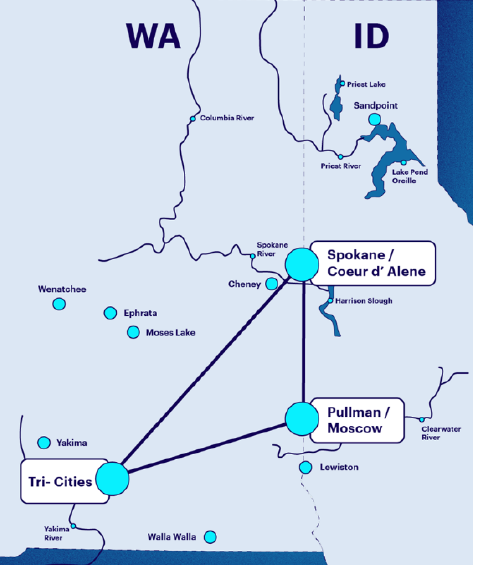 WA
ID
Priest Lake
Sandpoint
Columbia River
Priest River
Lake Pend
Oreille
Spokane
River
Spokane /
Coeur d' Alene
Cheney
Wenatchee
Harrison Slough
Ephrata
Moses Lake
Pullman /
Moscow
Clearwater
River
Yakima
Lewiston
Tri- Cities
Yakima
River
Walla Walla